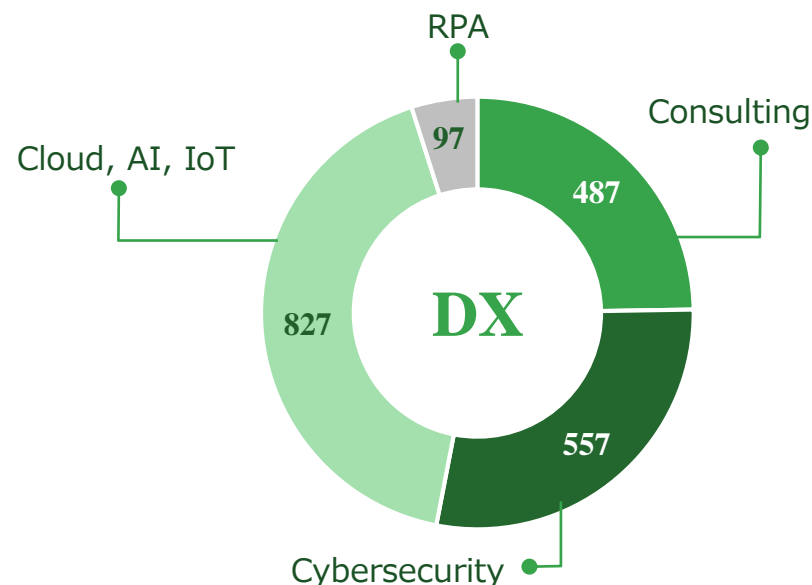 RPA
Consulting
97
Cloud, AI, IoT
487
DX
827
557
Cybersecurity